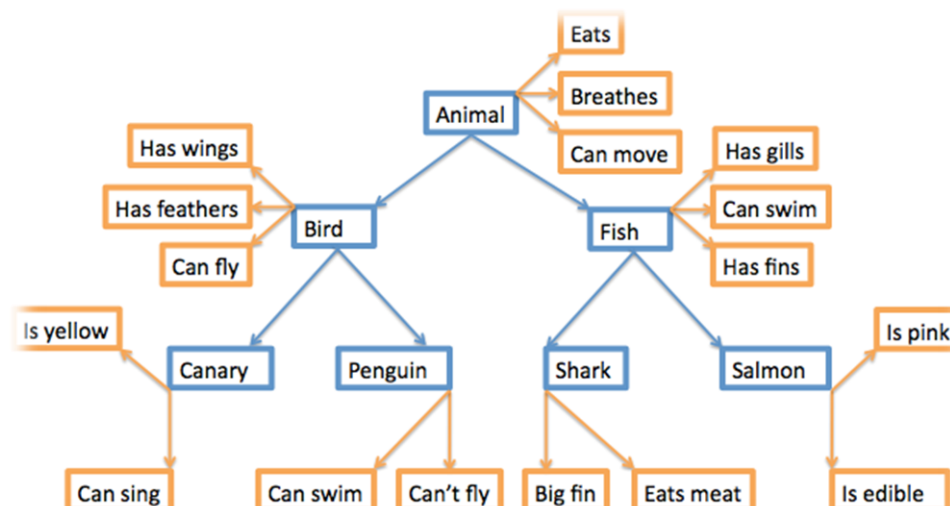 Eats
Breathes
Animal
Can move
Has wings
Has gills
Has feathers
Can swim
Bird
Fish
Can fly
Has fins
Is yellow
Is pink
Canary
Penguin
Shark
Salmon
Can sing
Can swim
Can't fly
Big fin
Eats meat
Is edible